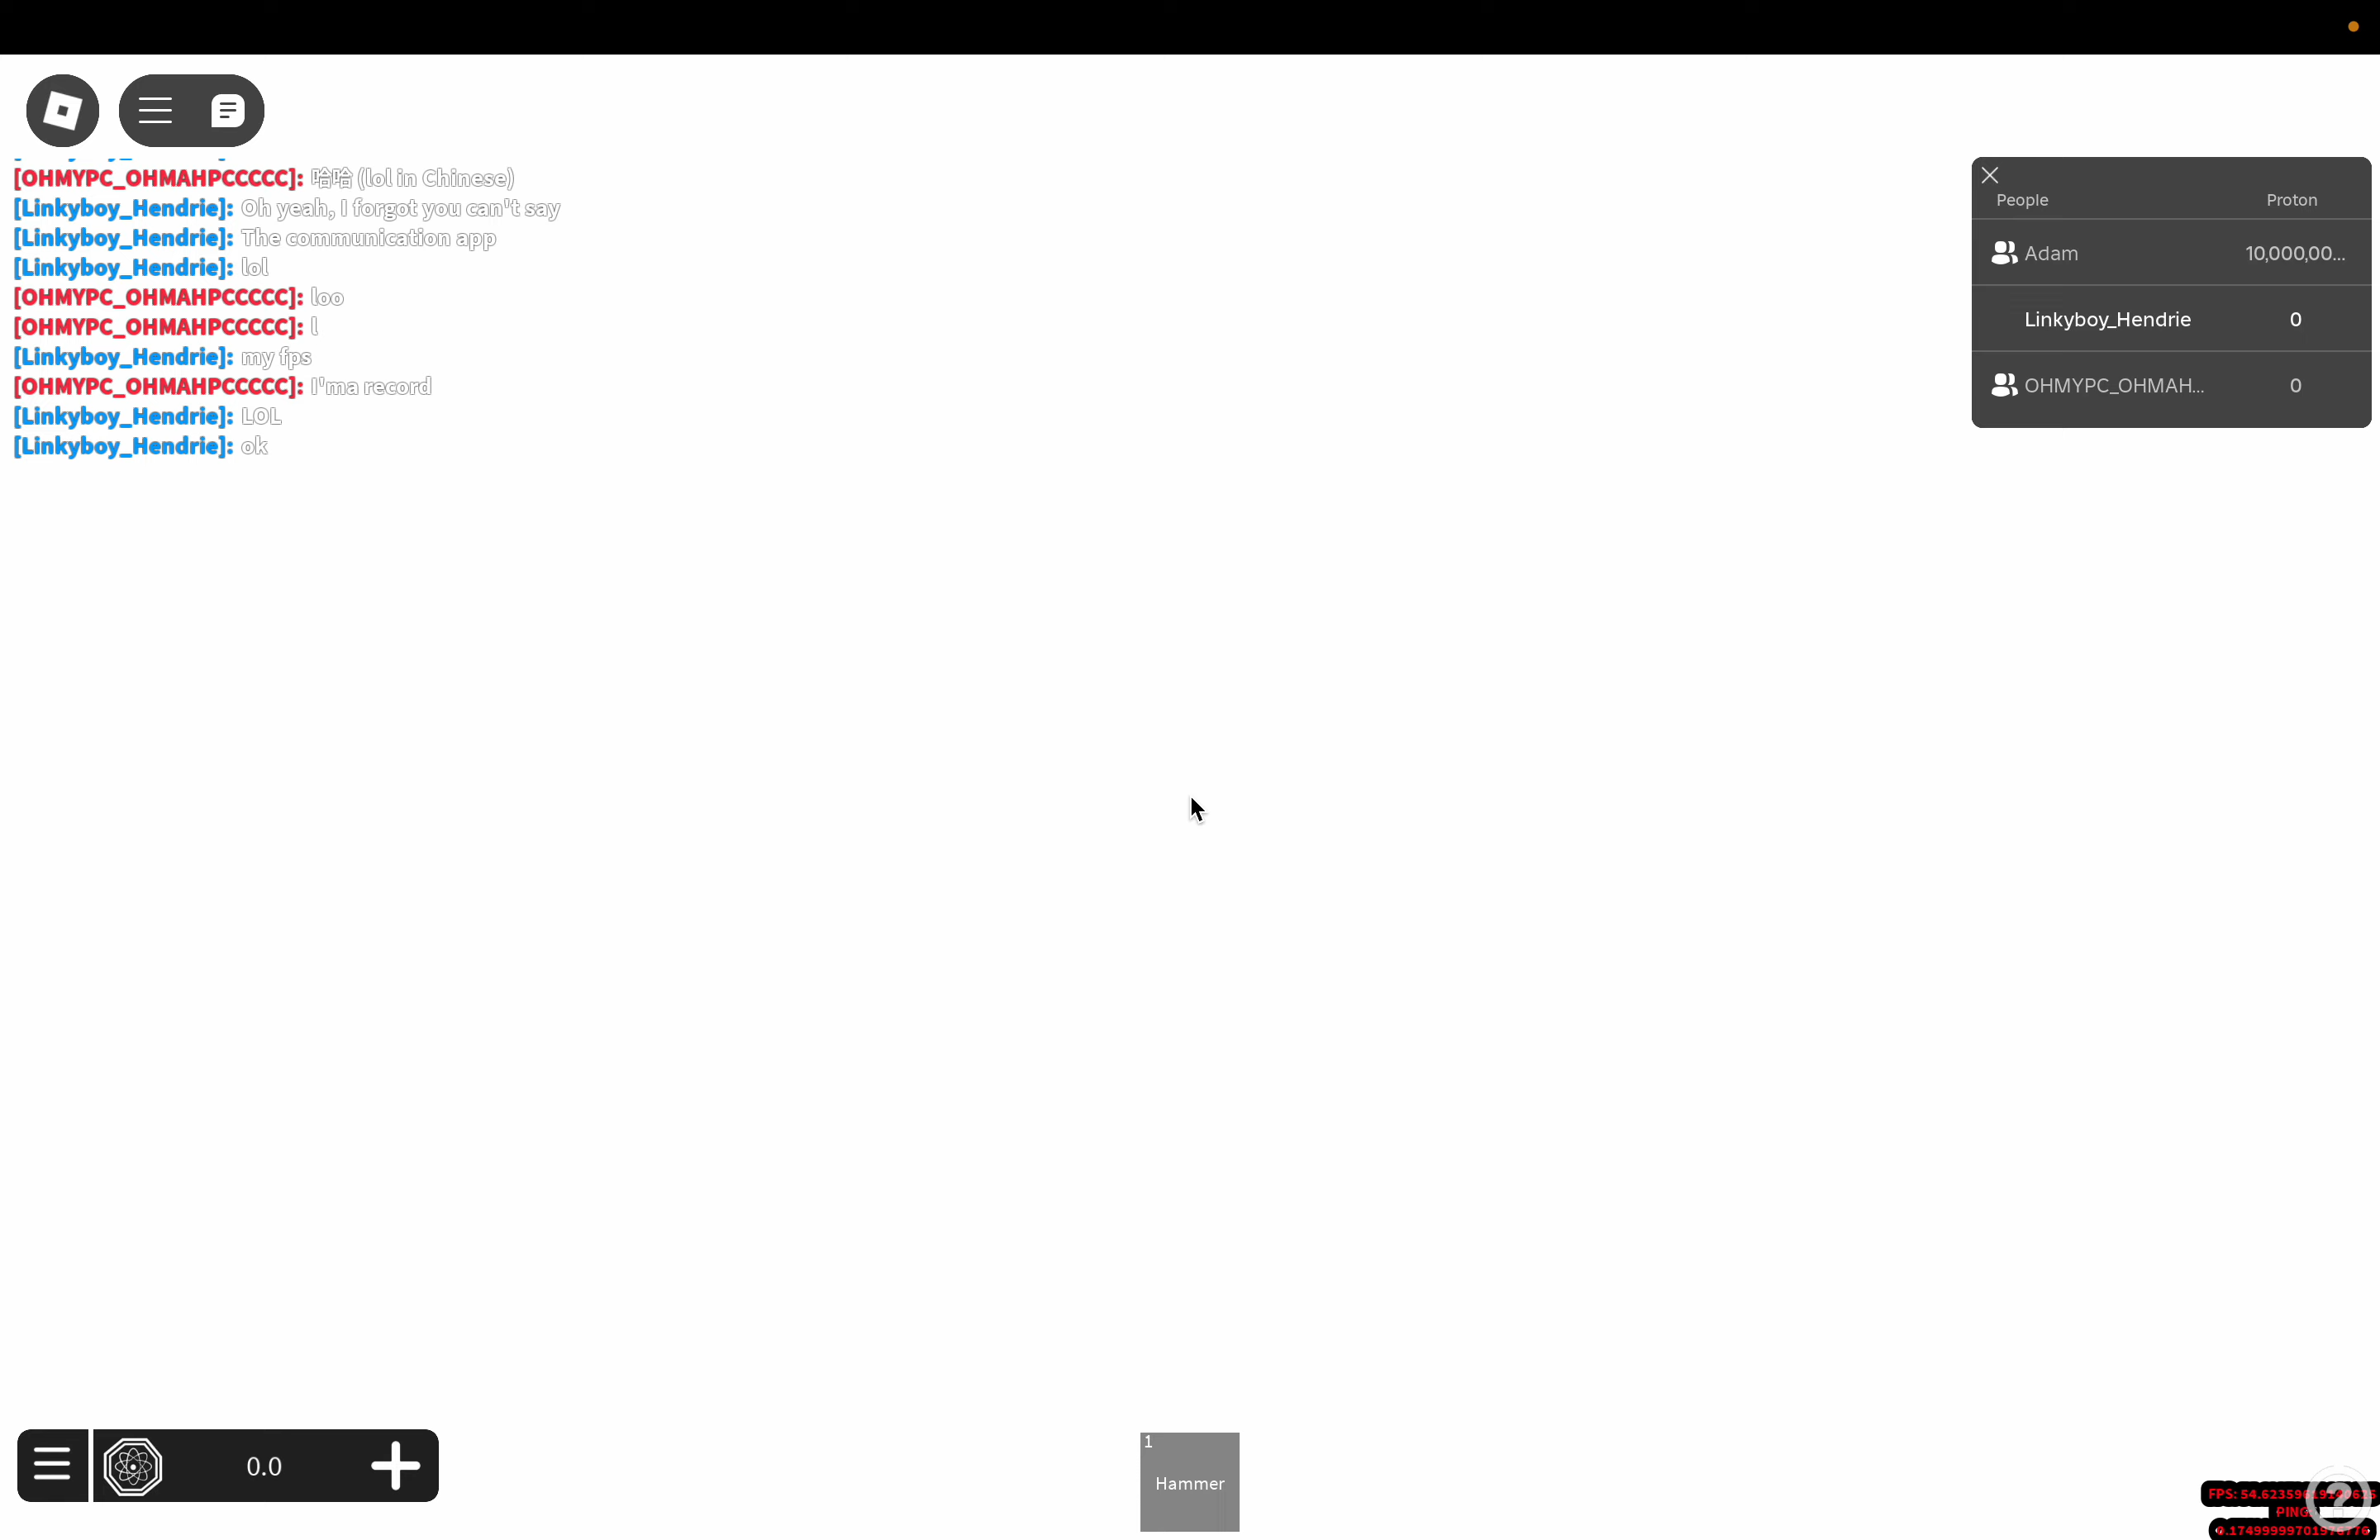 [OHMYPC_OHMAHPCCCCC]: 哈哈 (lol in Chinese)
[Linkyboy_Hendrie]: Oh yeah, I forgot you can't say
[Linkyboy_Hendrie]: The communication app
[Linkyboy_Hendrie]: lol
[OHMYPC_OHMAHPCCCCC]: loo
[OHMYPC_OHMAHPCCCCC]: l
[Linkyboy_Hendrie]: my fps
[OHMYPC_OHMAHPCCCCC]: I'ma record
[Linkyboy_Hendrie]: LOL
[Linkyboy_Hendrie]: ok
People Proton
Adam 10,000,00...
Linkyboy_Hendrie 0
OHMYPC_OHMAH... 0
0.0
1
Hammer
FPS:
PING